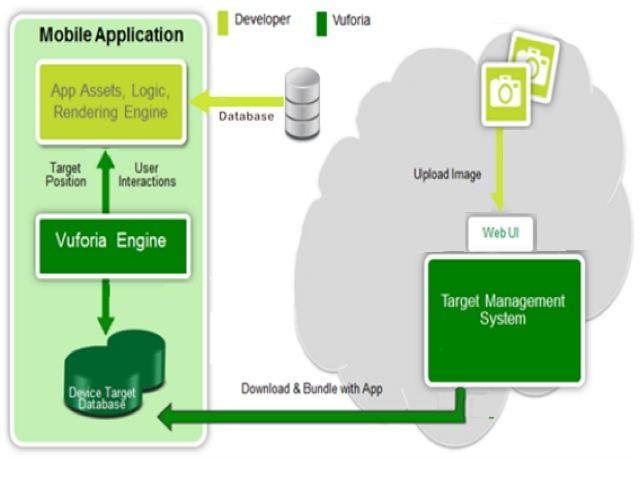 Developer
Vuforia
Mobile Application
App Assets, Logic,
Rendering Engine
Database
Target
Position
User
Interactions
Upload Image
Vuforia Engine
Web UI
Target Management
System
Device Target
Database
Download & Bundle with App